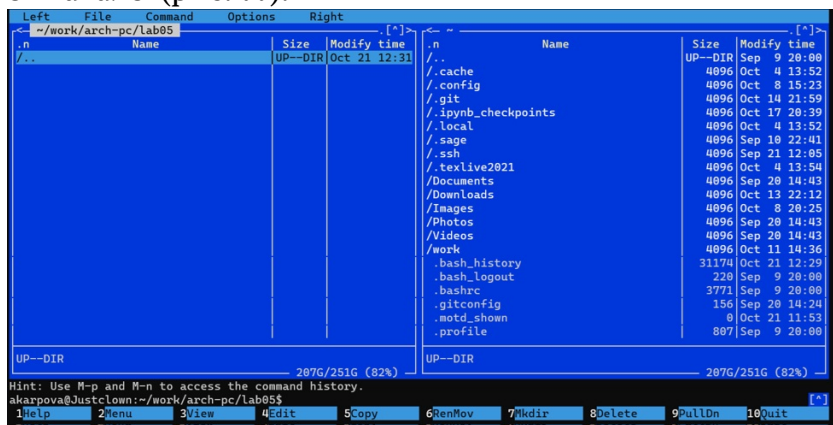 Left File Command Options Right
<- ~/work/arch-pc/lab05 .[^]>
.n Name Size Modify time
/.. UP--DIR Oct 21 12:31
UP--DIR
207G/251G (82%)
<- ~ .[^]>
.n Name Size Modify time
/.. UP--DIR Sep 9 20:00
/.cache 4096 Oct 4 13:52
/.config 4096 Oct 8 15:23
/.git 4096 Oct 14 21:59
/.ipynb_checkpoints 4096 Oct 17 20:39
/.local 4096 Oct 4 13:52
/.sage 4096 Sep 10 22:41
/.ssh 4096 Sep 21 12:05
/.texlive2021 4096 Oct 4 13:54
/Documents 4096 Sep 20 14:43
/Downloads 4096 Oct 13 22:12
/Images 4096 Oct 8 20:25
/Photos 4096 Sep 20 14:43
/Videos 4096 Sep 20 14:43
/work 4096 Oct 11 14:36
.bash_history 31174 Oct 21 12:29
.bash_logout 220 Sep 9 20:00
.bashrc 3771 Sep 9 20:00
.gitconfig 156 Sep 20 14:24
.motd_shown 0 Oct 21 11:53
.profile 807 Sep 9 20:00
UP--DIR
207G/251G (82%)
Hint: Use M-p and M-n to access the command history.
akarpova@Justclown:~/work/arch-pc/lab05$ [^]
1Help 2Menu 3View 4Edit 5Copy 6RenMov 7Mkdir 8Delete 9PullDn 10Quit